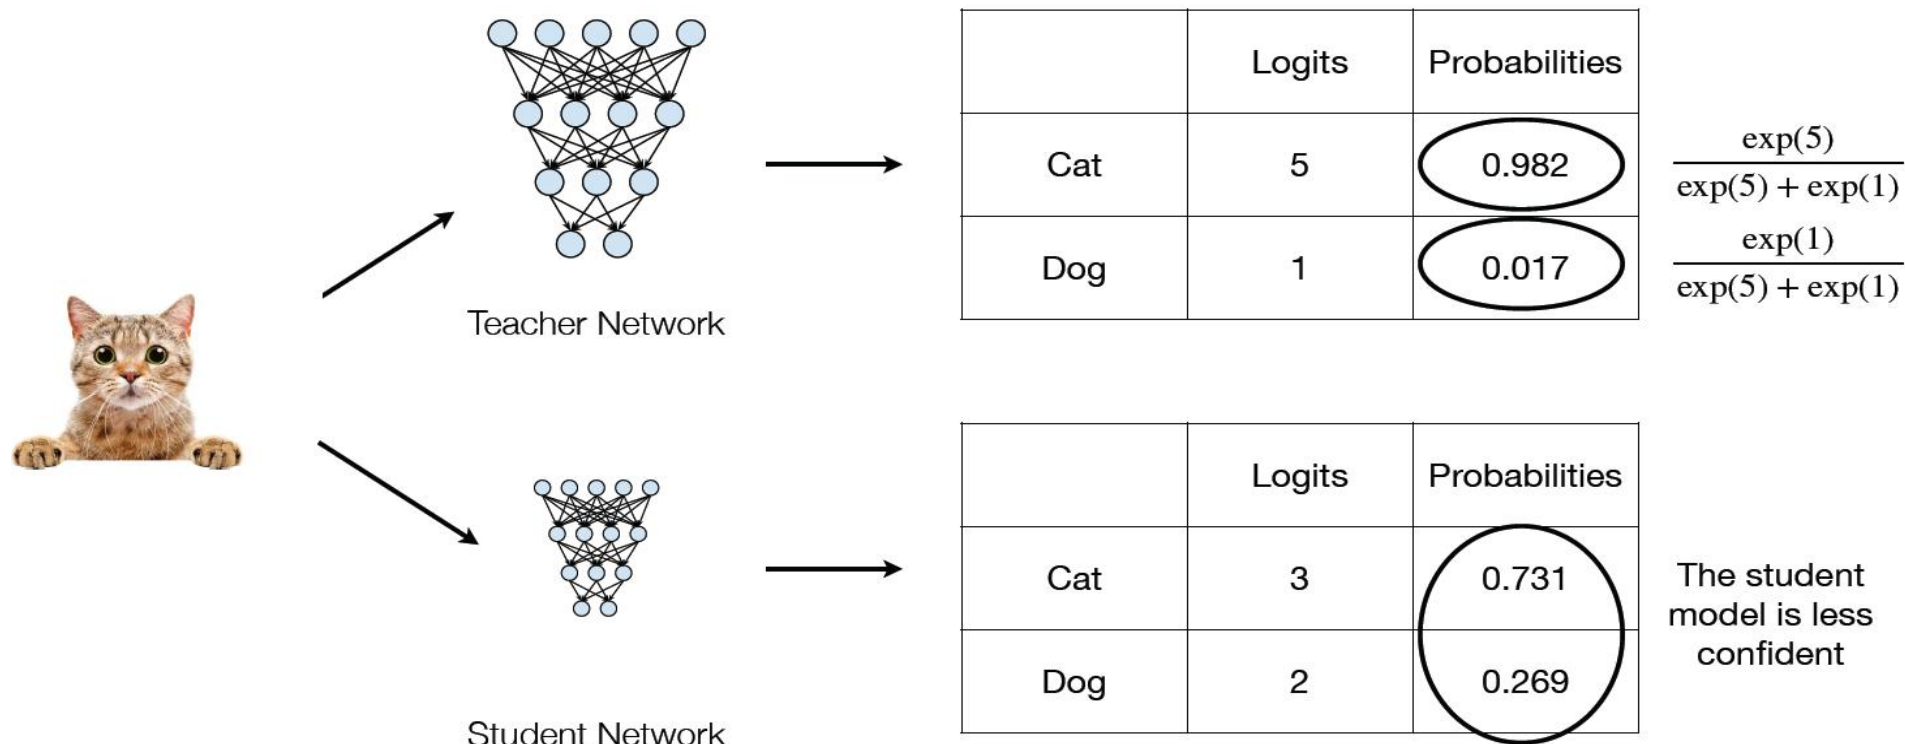 Logits Probabilities
Cat 5 0.982
Dog 1 0.017
exp(5)
exp(5) + exp(1)
exp(1)
exp(5) + exp(1)
Teacher Network
Logits Probabilities
Cat 3 0.731
Dog 2 0.269
The student
model is less
confident
Student Network